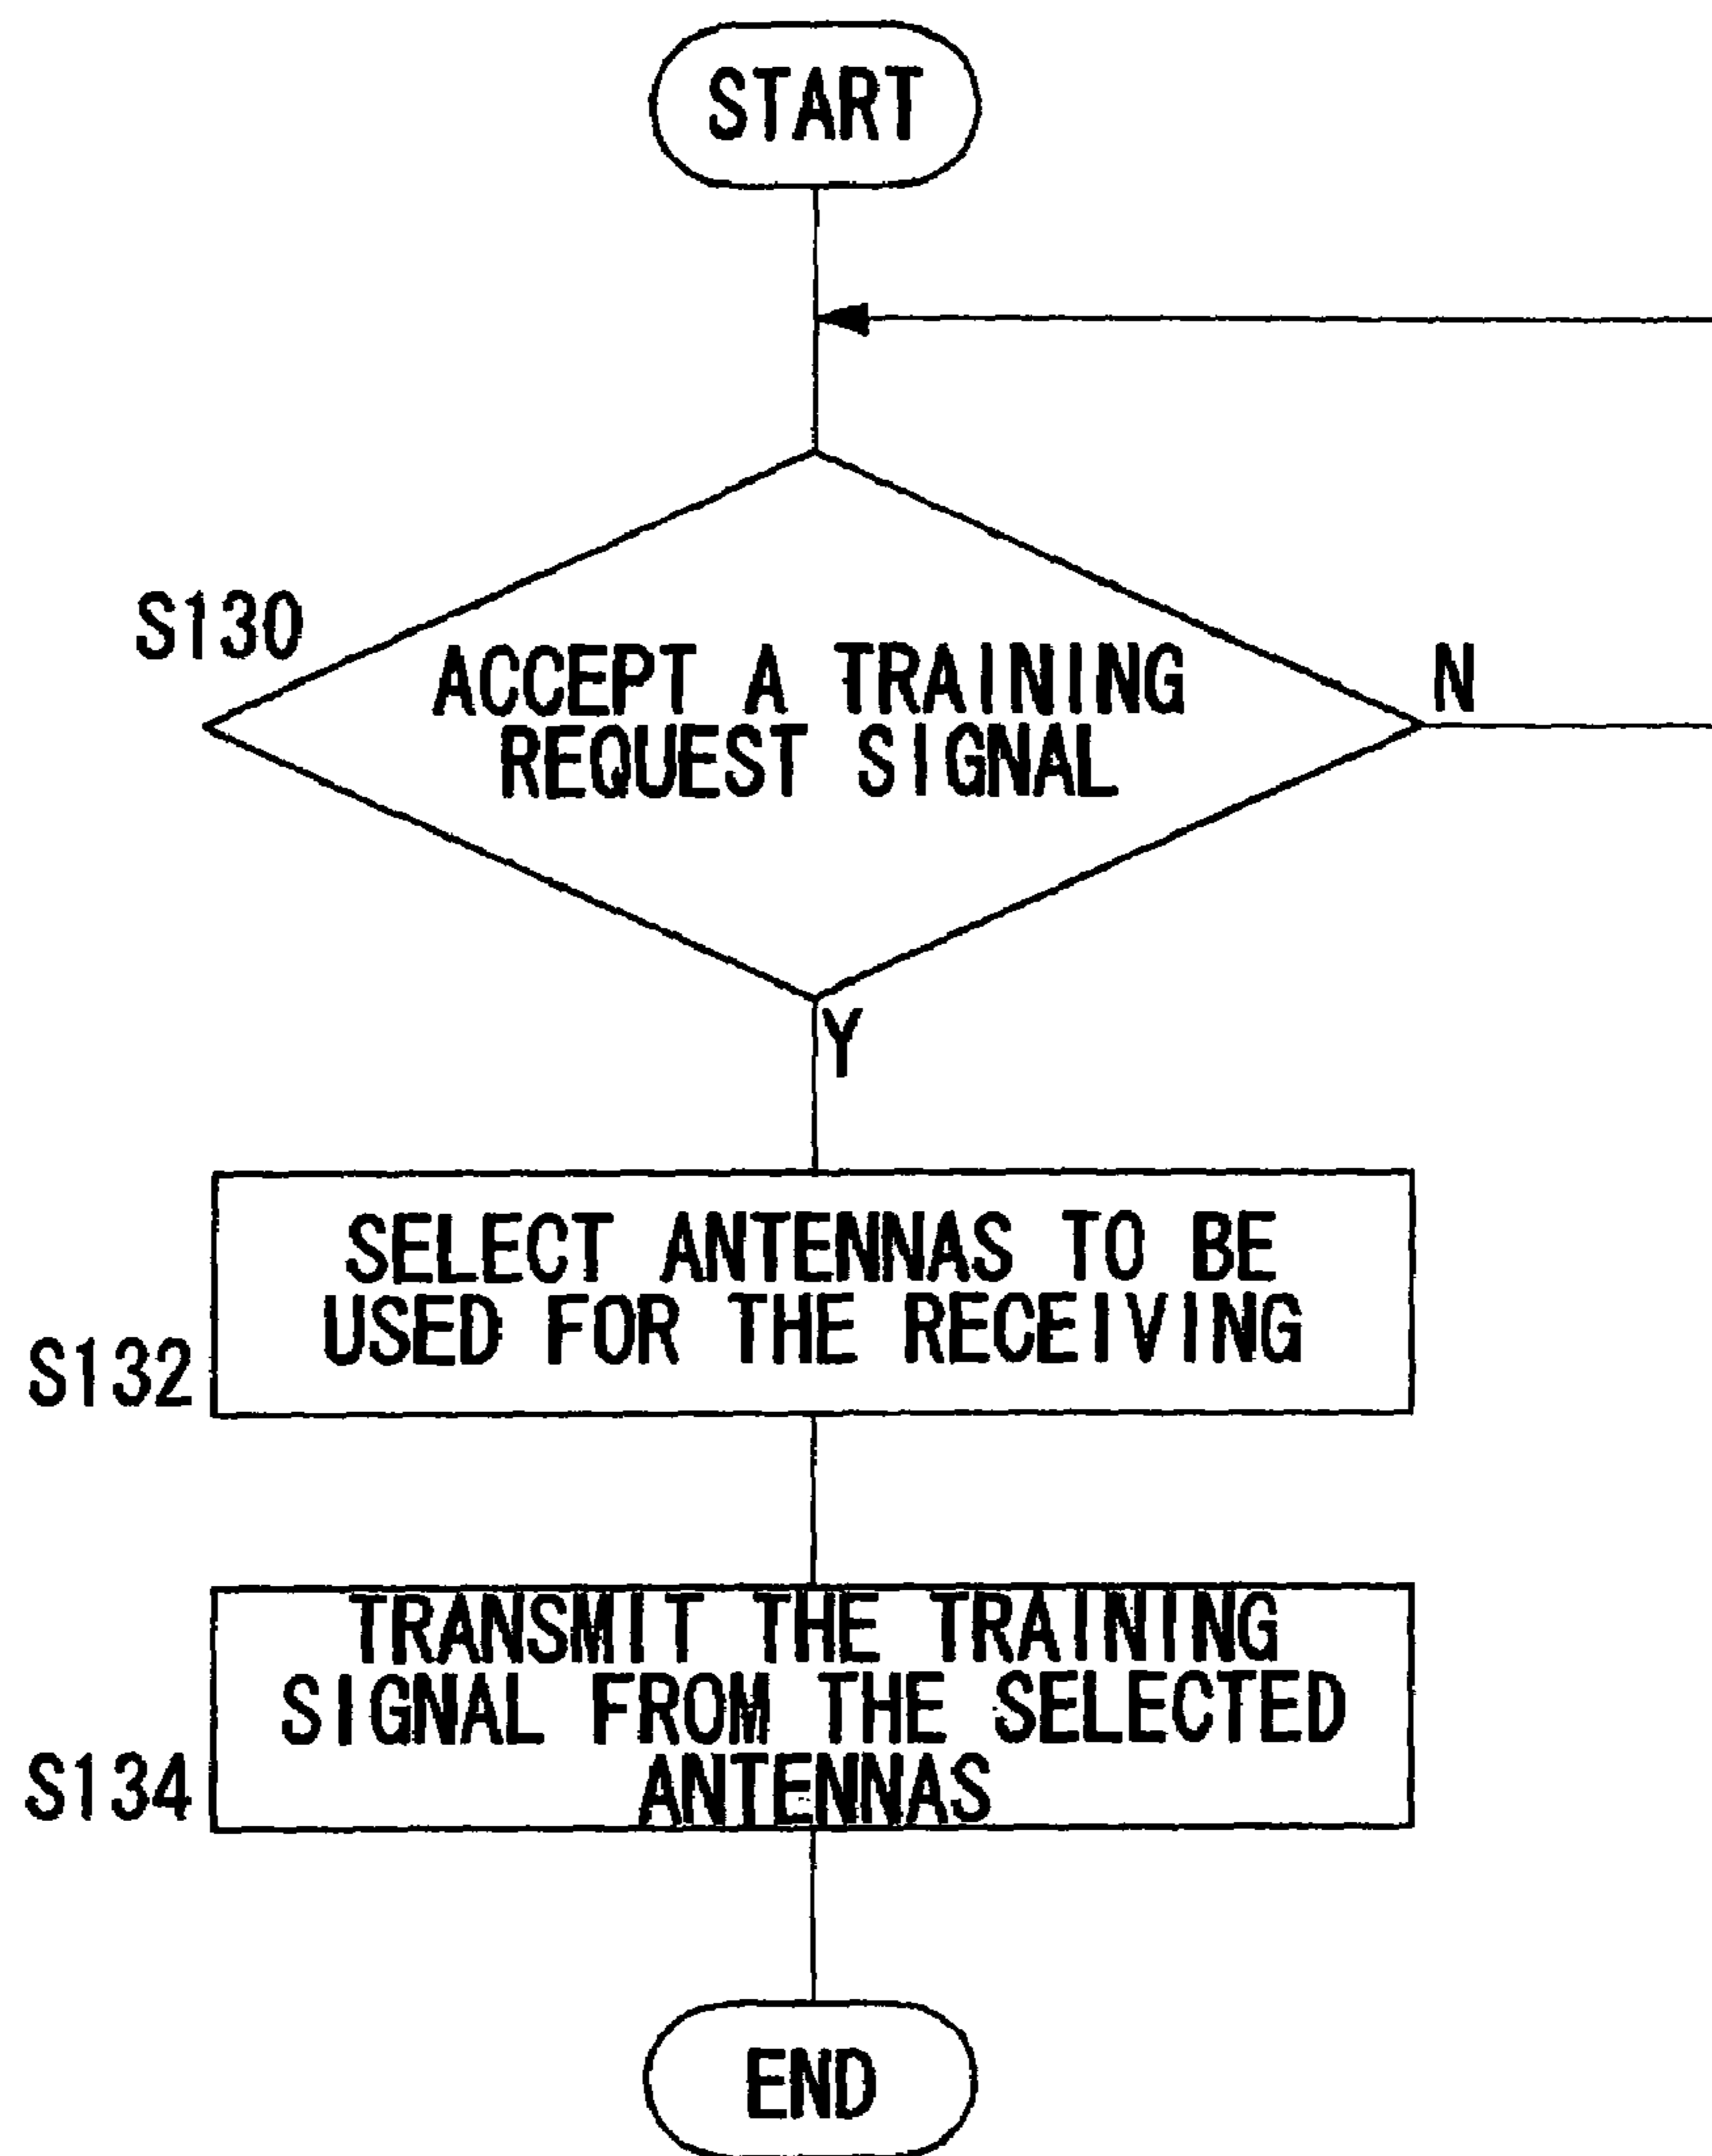 START
S130
ACCEPT A TRAINING
REQUEST SIGNAL
N
Y
SELECT ANTENNAS TO BE
USED FOR THE RECEIVING
S132
TRANSMIT THE TRAINING
SIGNAL FROM THE SELECTED
ANTENNAS
S134
END